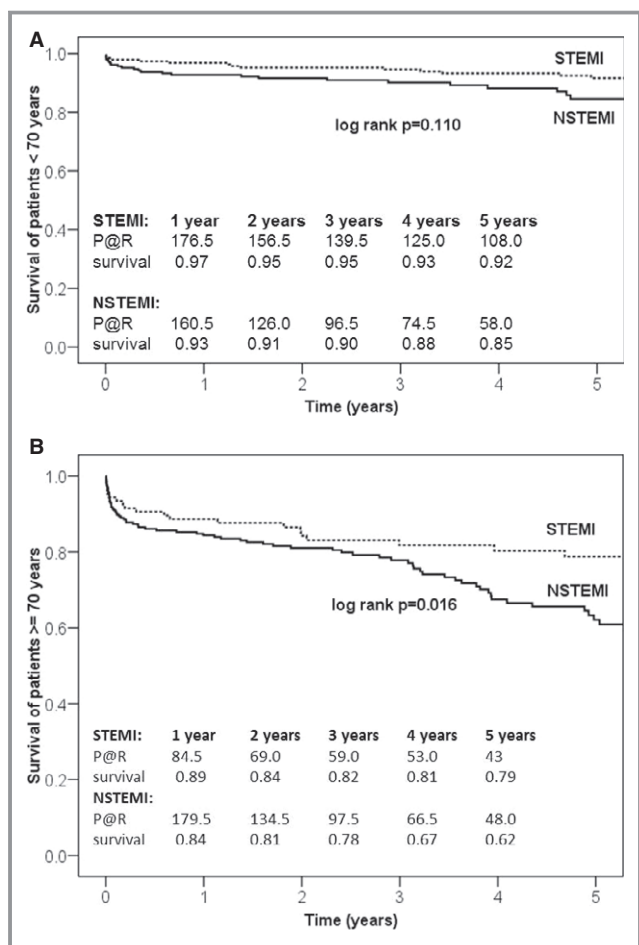 A
Survival of patients < 70 years
1.0
0.8
0.6
0.4
0.2
0.0
STEMI
NSTEMI
log rank p=0.110
STEMI: 1 year 2 years 3 years 4 years 5 years
P@R 176.5 156.5 139.5 125.0 108.0
survival 0.97 0.95 0.95 0.93 0.92
NSTEMI:
P@R 160.5 126.0 96.5 74.5 58.0
survival 0.93 0.91 0.90 0.88 0.85
0 1 2 3 4 5
Time (years)
B
Survival of patients >= 70 years
1.0
0.8
0.6
0.4
0.2
0.0
STEMI
NSTEMI
log rank p=0.016
STEMI: 1 year 2 years 3 years 4 years 5 years
P@R 84.5 69.0 59.0 53.0 43
survival 0.89 0.84 0.82 0.81 0.79
NSTEMI:
P@R 179.5 134.5 97.5 66.5 48.0
survival 0.84 0.81 0.78 0.67 0.62
0 1 2 3 4 5
Time (years)